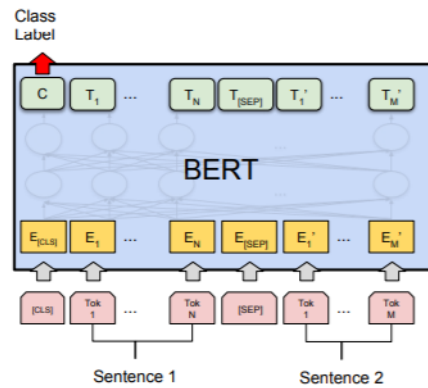 Class
Label
C T1 ... TN T[SEP] T1' ... TM'
...
BERT
...
E[CLS] E1 ... EN E[SEP] E1' ... EM'
[CLS] Tok 1 ... Tok N [SEP] Tok 1 ... Tok M
Sentence 1 Sentence 2